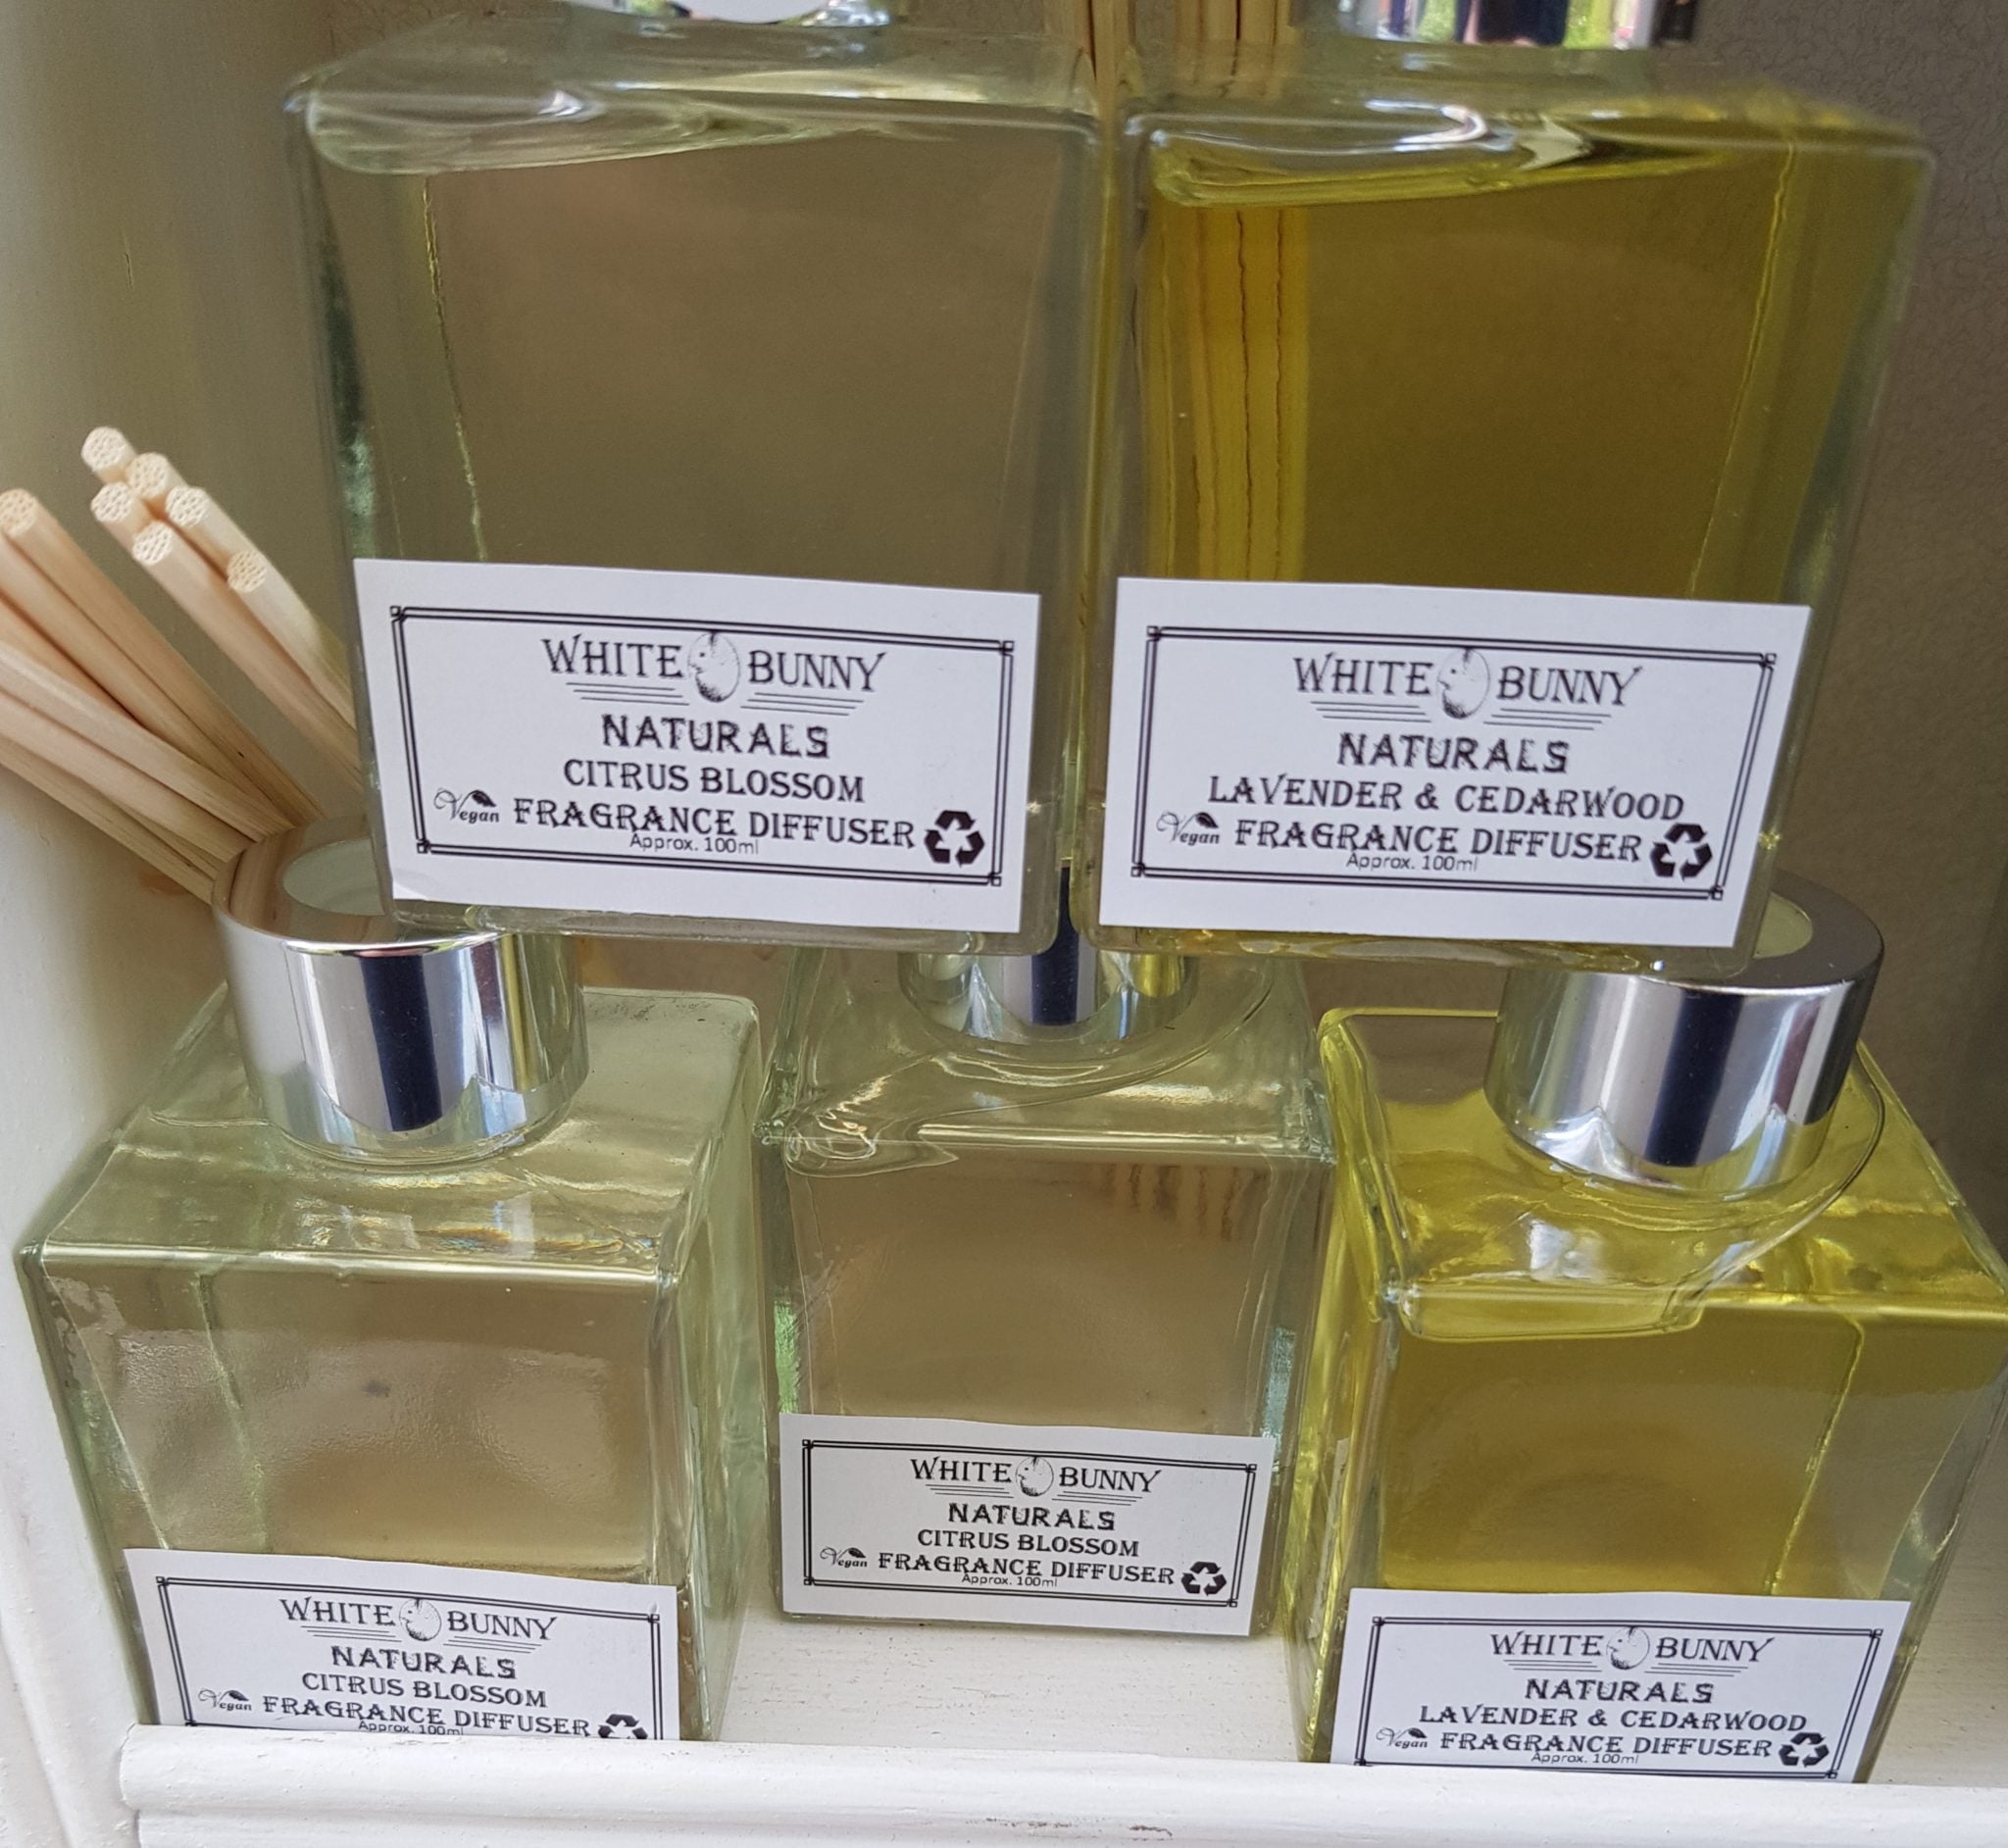 WHITE BUNNY
NATURALS
CITRUS BLOSSOM
Vegan FRAGRANCE DIFFUSER
Approx. 100ml
WHITE BUNNY
NATURALS
LAVENDER & CEDARWOOD
Vegan FRAGRANCE DIFFUSER
Approx. 100ml
WHITE BUNNY
NATURALS
CITRUS BLOSSOM
Vegan FRAGRANCE DIFFUSER
Approx. 100ml
WHITE BUNNY
NATURALS
CITRUS BLOSSOM
Vegan FRAGRANCE DIFFUSER
Approx. 100ml
WHITE BUNNY
NATURALS
LAVENDER & CEDARWOOD
Vegan FRAGRANCE DIFFUSER
Approx. 100ml